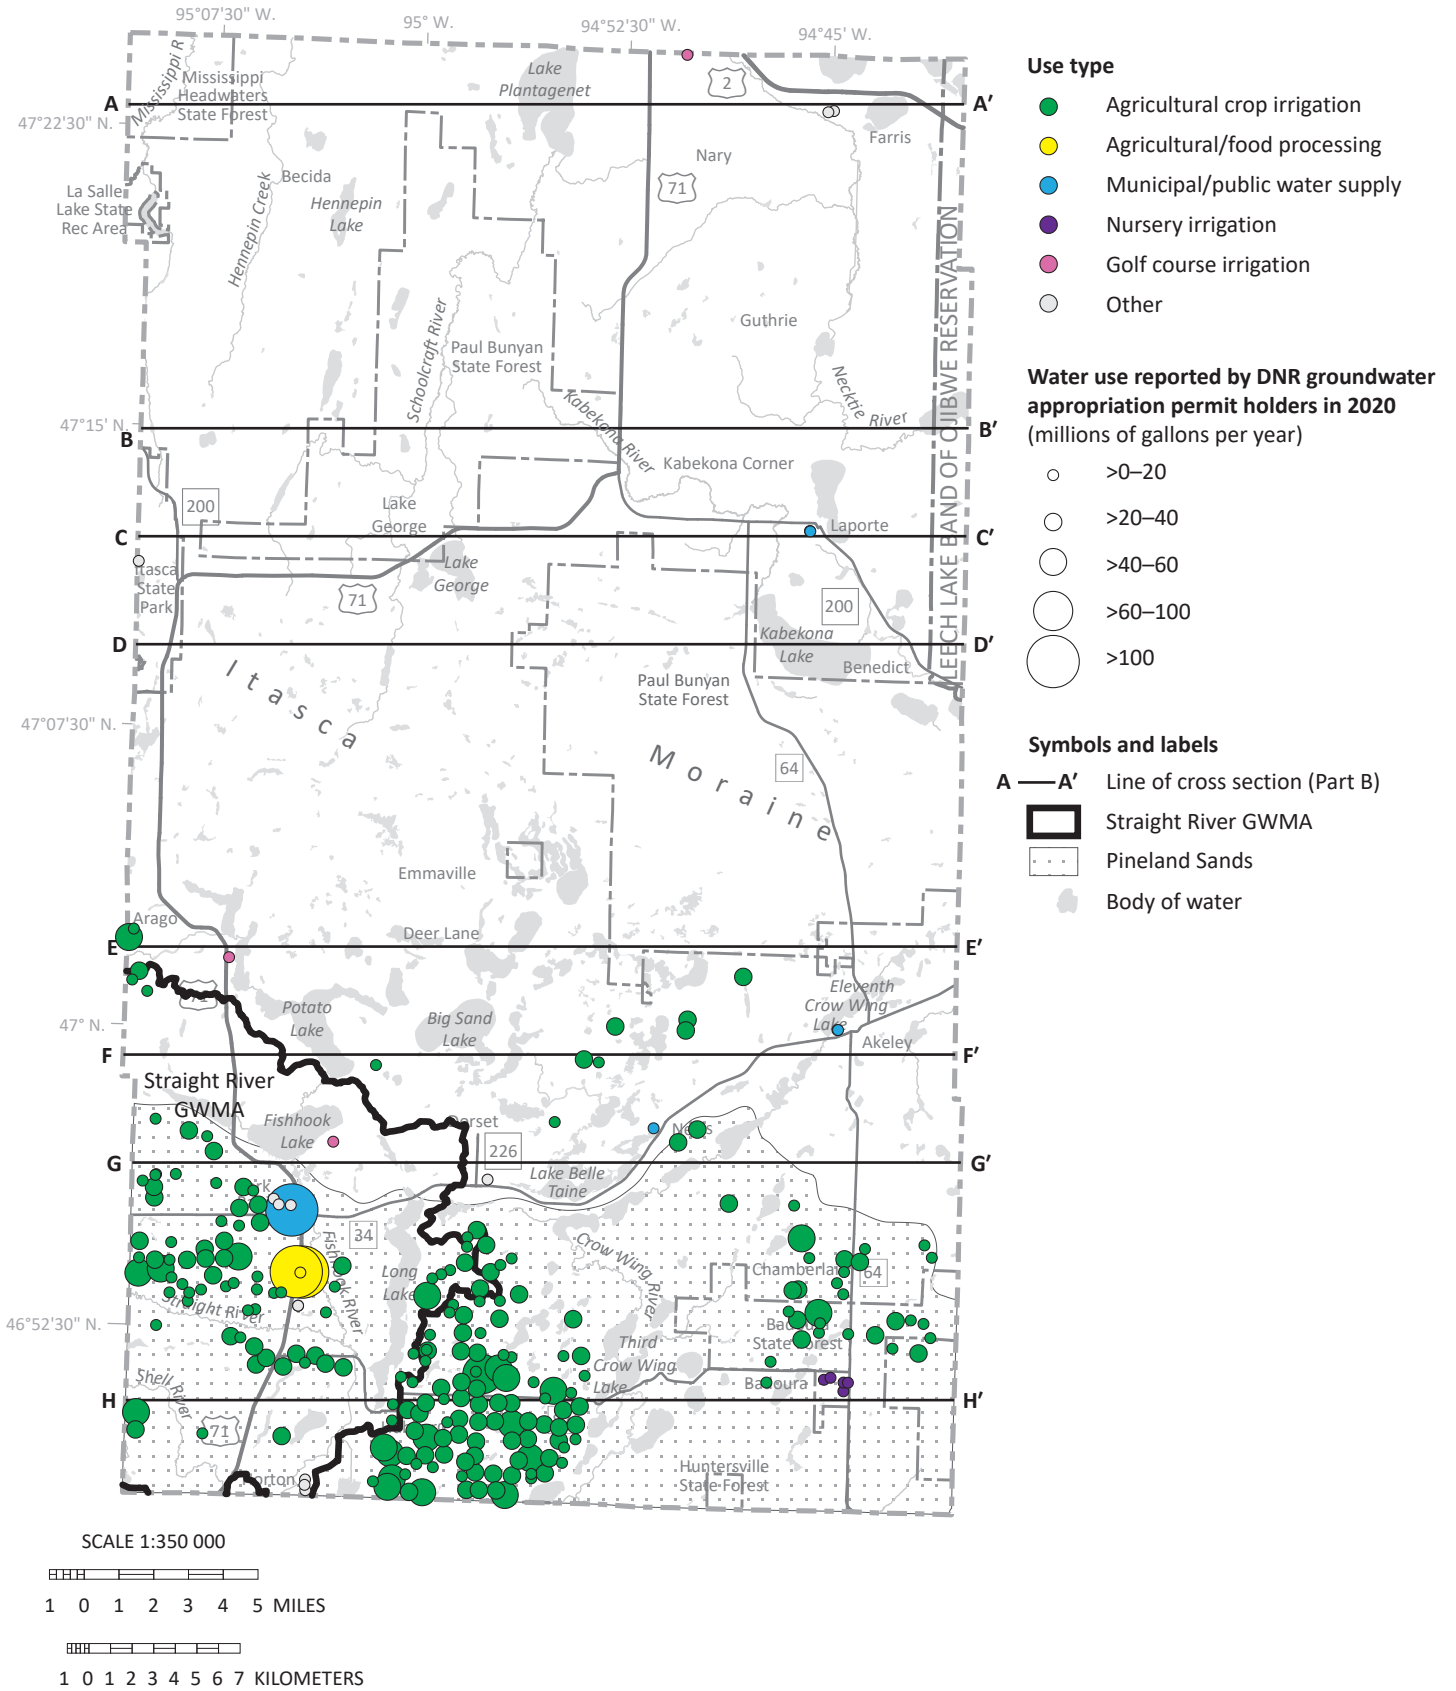 95°07'30" W.
95° W.
94°52'30" W.
94°45' W.
Mississippi R
Mississippi
Headwaters
State Forest
Lake
Plantagenet
2
A
A′
47°22'30" N.
Farris
Nary
71
La Salle
Lake State
Rec Area
Becida
Hennepin
Lake
Hennepin Creek
Schoolcraft River
Paul Bunyan
State Forest
Guthrie
Necktie
River
LEECH LAKE BAND OF OJIBWE RESERVATION
Kabekona River
47°15' N.
B
B′
Kabekona Corner
200
Lake
George
Laporte
C
C′
Itasca
State
Park
Lake
George
71
200
Kabekona
Lake
D
D′
Benedict
Paul Bunyan
State Forest
Itasca
Moraine
47°07'30" N.
64
Emmaville
Arago
Deer Lane
E
E′
71
Potato
Lake
Big Sand
Lake
Eleventh
Crow Wing
Lake
47° N.
Akeley
F
F′
Straight River
GWMA
Fishhook
Lake
Dorset
226
G
G′
Lake Belle
Taine
34
Fishhook River
Long
Lake
Crow Wing River
64
Straight River
46°52'30" N.
State Forest
Third
Crow Wing
Lake
Badoura
Shell River
H
H′
71
Huntersville
State Forest
SCALE 1:350 000
1 0 1 2 3 4 5 MILES
1 0 1 2 3 4 5 6 7 KILOMETERS
Use type
Agricultural crop irrigation
Agricultural/food processing
Municipal/public water supply
Nursery irrigation
Golf course irrigation
Other
Water use reported by DNR groundwater
appropriation permit holders in 2020
(millions of gallons per year)
>0–20
>20–40
>40–60
>60–100
>100
Symbols and labels
A A′ Line of cross section (Part B)
Straight River GWMA
Pineland Sands
Body of water